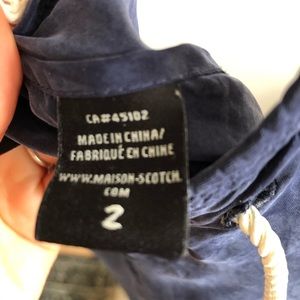 CA#45102
MADE IN CHINA/
FABRIQUÉ EN CHINE
WWW.MAISON-SCOTCH.
COM
2